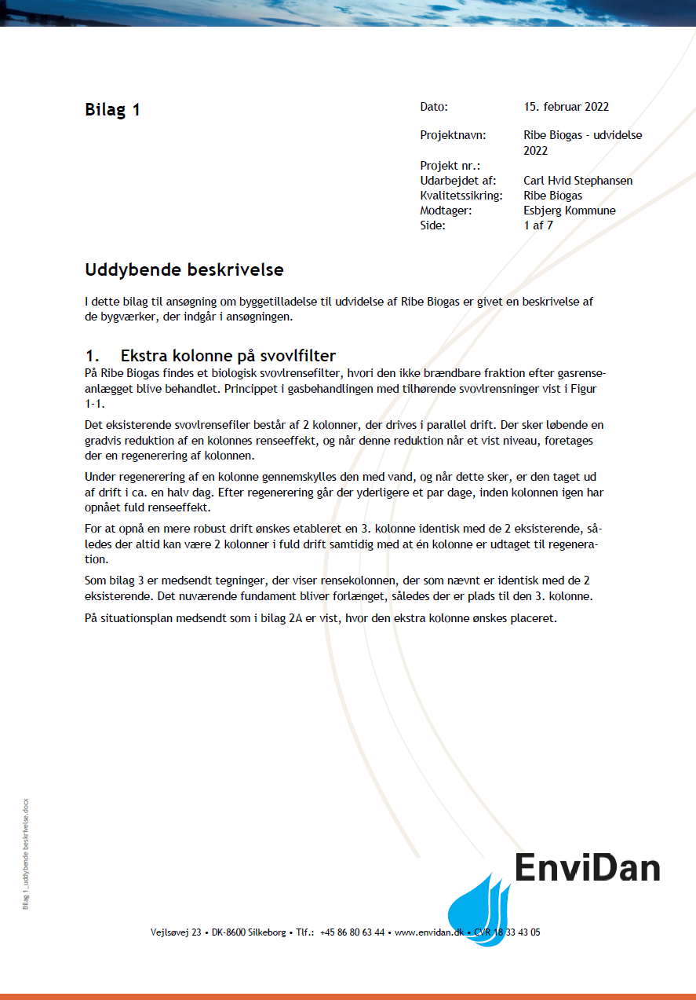 Bilag 1
Dato: 15. februar 2022
Projektnavn: Ribe Biogas - udvidelse
2022
Projekt nr.:
Udarbejdet af: Carl Hvid Stephansen
Kvalitetssikring: Ribe Biogas
Modtager: Esbjerg Kommune
Side: 1 af 7
Uddybende beskrivelse
I dette bilag til ansøgning om byggetilladelse til udvidelse af Ribe Biogas er givet en beskrivelse af
de bygværker, der indgår i ansøgningen.
1. Ekstra kolonne på svovlfilter
På Ribe Biogas findes et biologisk svovlrensefilter, hvori den ikke brændbare fraktion efter gasrense-
anlægget blive behandlet. Princippet i gasbehandlingen med tilhørende svovlrensninger vist i Figur
1-1.
Det eksisterende svovlrensefiler består af 2 kolonner, der drives i parallel drift. Der sker løbende en
gradvis reduktion af en kolonnes renseeffekt, og når denne reduktion når et vist niveau, foretages
der en regenerering af kolonnen.
Under regenerering af en kolonne gennemskylles den med vand, og når dette sker, er den taget ud
af drift i ca. en halv dag. Efter regenerering går der yderligere et par dage, inden kolonnen igen har
opnået fuld renseeffekt.
For at opnå en mere robust drift ønskes etableret en 3. kolonne identisk med de 2 eksisterende, så-
ledes der altid kan være 2 kolonner i fuld drift samtidig med at én kolonne er udtaget til regenera-
tion.
Som bilag 3 er medsendt tegninger, der viser rensekolonnen, der som nævnt er identisk med de 2
eksisterende. Det nuværende fundament bliver forlænget, således der er plads til den 3. kolonne.
På situationsplan medsendt som i bilag 2A er vist, hvor den ekstra kolonne ønskes placeret.
Bilag 1_uddybende beskrivelse.docx
EnviDan
Vejlsøvej 23 • DK-8600 Silkeborg • Tlf.: +45 86 80 63 44 • www.envidan.dk • CVR 18 33 43 05